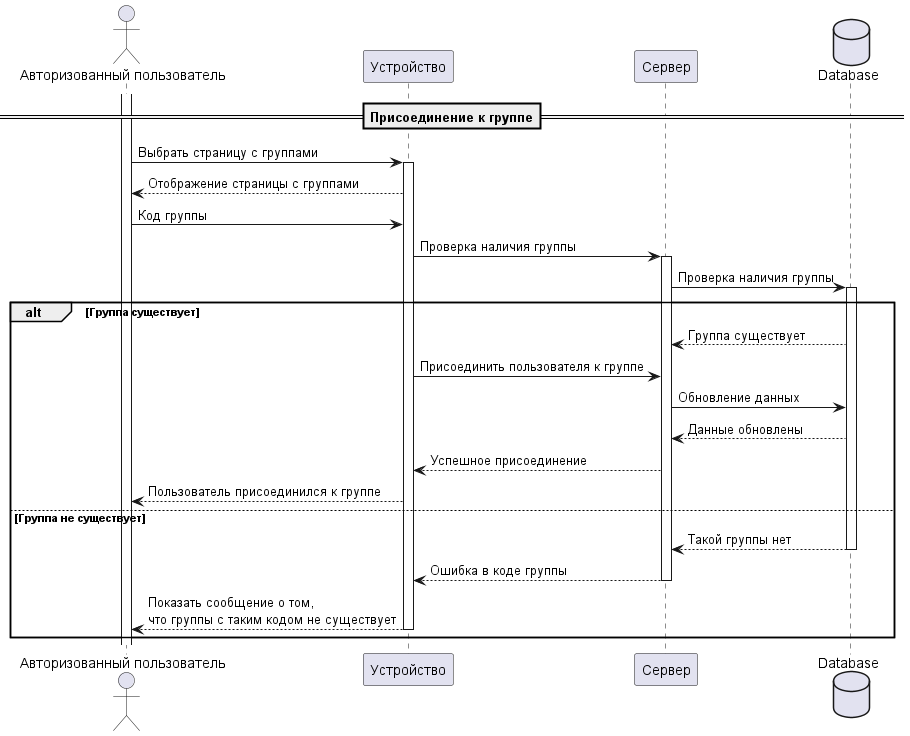 Авторизованный пользователь
Устройство
Сервер
Database
Присоединение к группе
Выбрать страницу с группами
Отображение страницы с группами
Код группы
Проверка наличия группы
Проверка наличия группы
alt
[Группа существует]
Группа существует
Присоединить пользователя к группе
Обновление данных
Данные обновлены
Успешное присоединение
Пользователь присоединился к группе
[Группа не существует]
Такой группы нет
Ошибка в коде группы
Показать сообщение о том,
что группы с таким кодом не существует
Авторизованный пользователь
Устройство
Сервер
Database